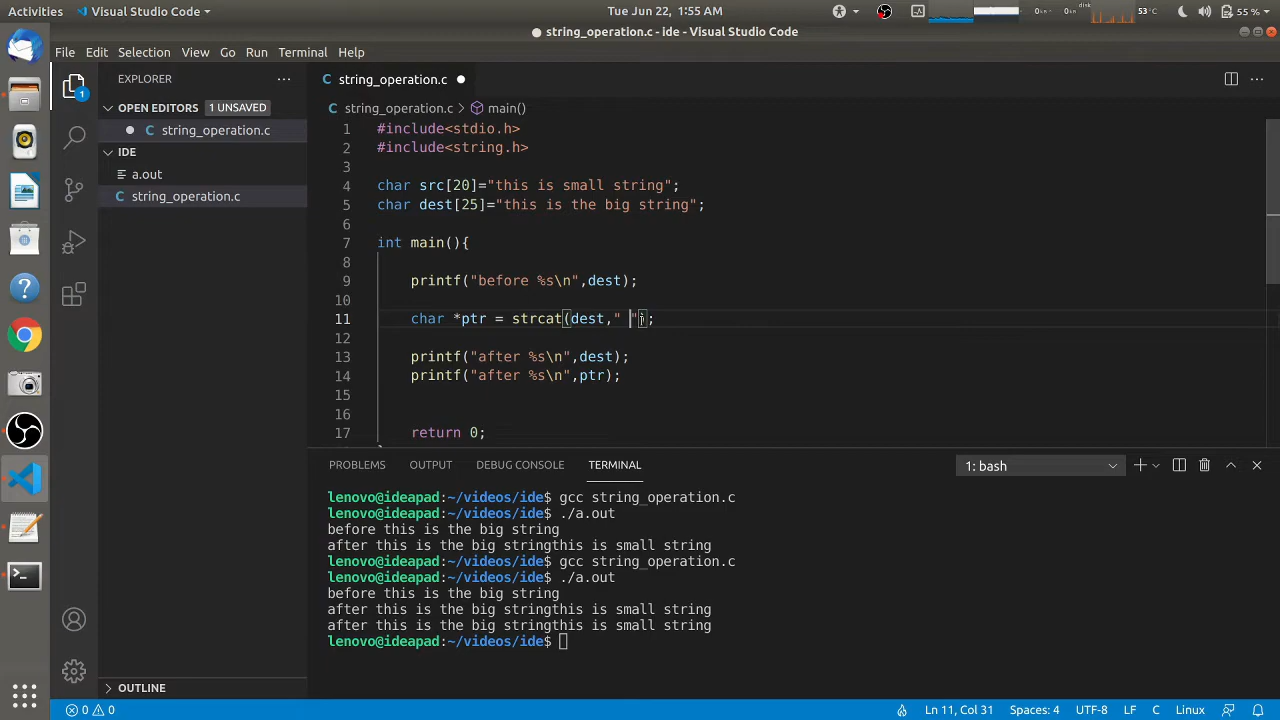 Activities
Visual Studio Code
Tue Jun 22, 1:55 AM
53°C
55 %
string_operation.c - ide - Visual Studio Code
File Edit Selection View Go Run Terminal Help
EXPLORER
OPEN EDITORS 1 UNSAVED
string_operation.c
IDE
a.out
string_operation.c
OUTLINE
string_operation.c
string_operation.c > main()
1 #include<stdio.h>
2 #include<string.h>
3
4 char src[20]="this is small string";
5 char dest[25]="this is the big string";
6
7 int main(){
8
9 printf("before %s\n",dest);
10
11 char *ptr = strcat(dest," ");
12
13 printf("after %s\n",dest);
14 printf("after %s\n",ptr);
15
16
17 return 0;
PROBLEMS OUTPUT DEBUG CONSOLE TERMINAL
1: bash
lenovo@ideapad:~/videos/ide$ gcc string_operation.c
lenovo@ideapad:~/videos/ide$ ./a.out
before this is the big string
after this is the big stringthis is small string
lenovo@ideapad:~/videos/ide$ gcc string_operation.c
lenovo@ideapad:~/videos/ide$ ./a.out
before this is the big string
after this is the big stringthis is small string
after this is the big stringthis is small string
lenovo@ideapad:~/videos/ide$
0 0
Ln 11, Col 31 Spaces: 4 UTF-8 LF C Linux